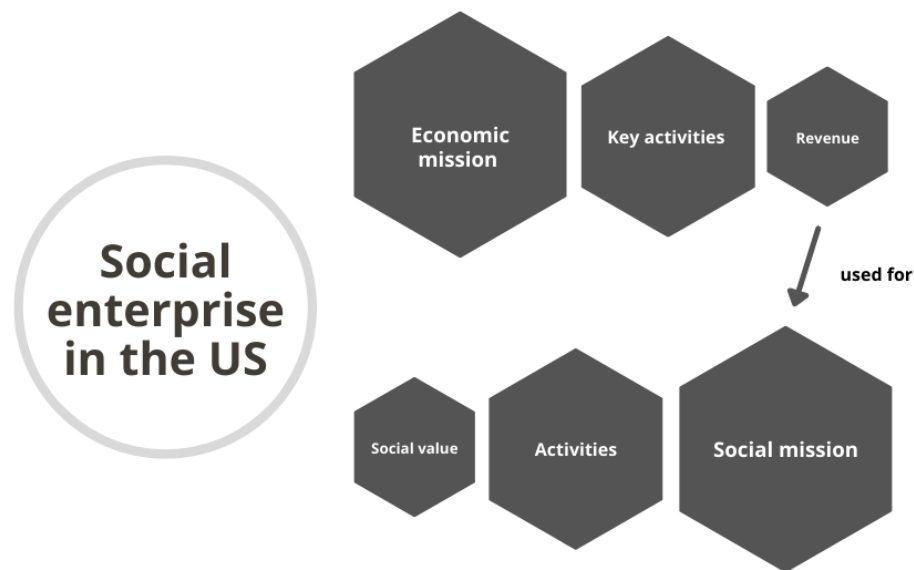 Social
enterprise
in the US
Economic
mission
Key activities
Revenue
used for
Social value
Activities
Social mission